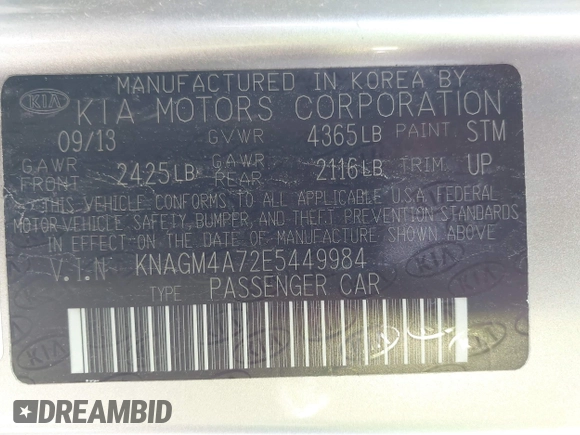 MANUFACTURED IN KOREA BY
KIA KIA MOTORS CORPORATION
09/13 GVWR 4365LB PAINT STM
GAWR FRONT 2425LB GAWR REAR 2116LB TRIM UP
THIS VEHICLE CONFORMS TO ALL APPLICABLE U.S.A. FEDERAL
MOTOR VEHICLE SAFETY, BUMPER, AND THEFT PREVENTION STANDARDS
IN EFFECT ON THE DATE OF MANUFACTURE SHOWN ABOVE.
V.I.N KNAGM4A72E5449984
TYPE PASSENGER CAR
KIA
DREAMBID